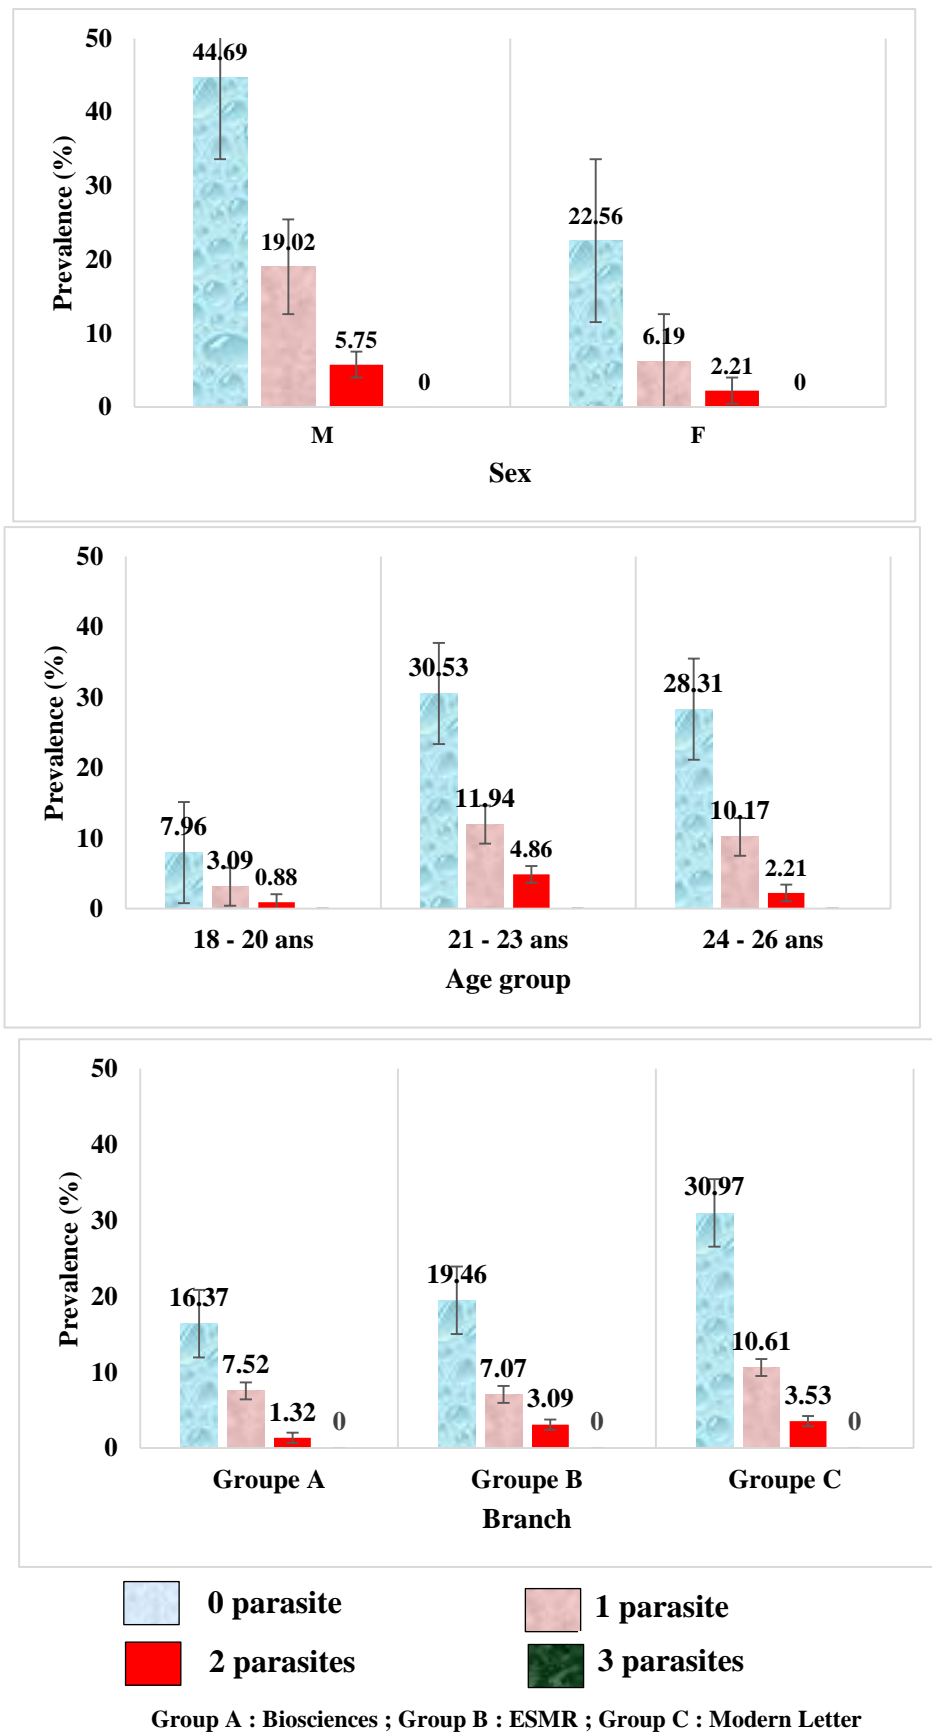 50
44.69
40
30
22.56
20
19.02
10
6.19
5.75
2.21
0
0
0
Prevalence (%)
M
F
Sex
50
40
30.53
30
28.31
20
11.94
10.17
10
7.96
4.86
3.09
0.88
2.21
0
Prevalence (%)
18 - 20 ans
21 - 23 ans
24 - 26 ans
Age group
50
40
30.97
30
19.46
20
16.37
10.61
10
7.52
7.07
1.32
3.09
3.53
0
0
0
0
Prevalence (%)
Groupe A
Groupe B
Groupe C
Branch
0 parasite
1 parasite
2 parasites
3 parasites
Group A : Biosciences ; Group B : ESMR ; Group C : Modern Letter